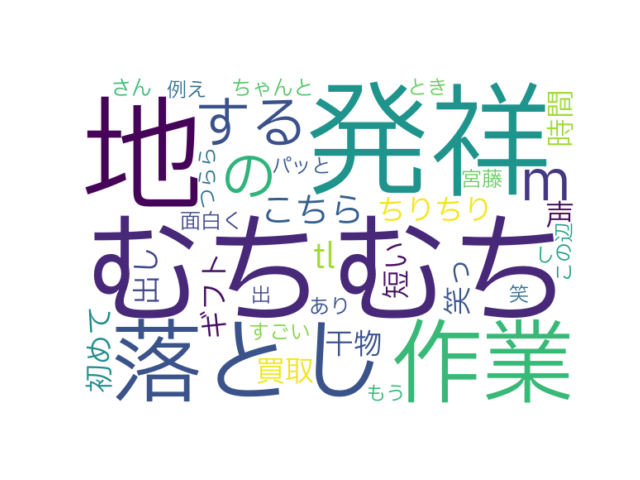 さん
例え
ちゃんと
とき
地
する
発祥
時間
つらら
の
パッと
宮藤
m
面白く
こちら
ちりちり
声
この辺
むちむち
出し
ギフト
tl
短い
笑っ
し
出
あり
笑
初めて
落とし
すごい
干物
作業
買取
もう